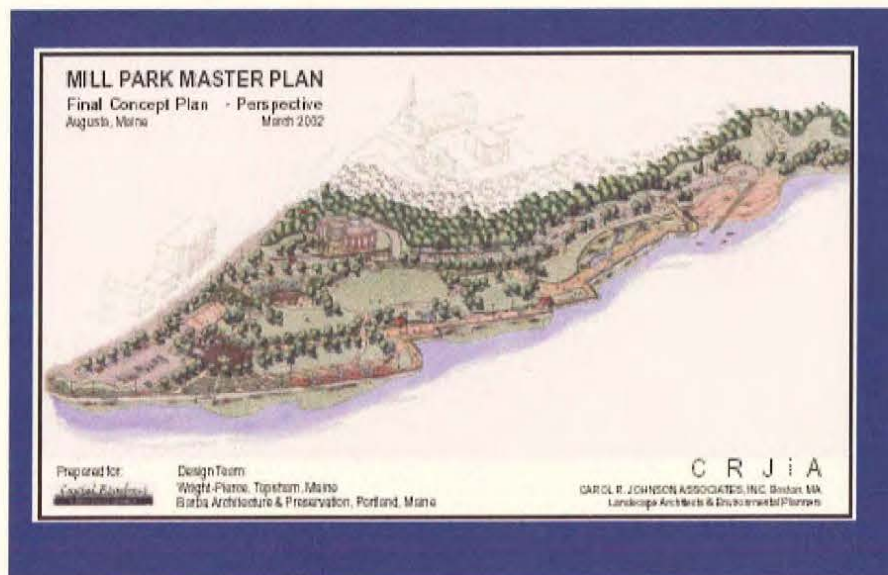 MILL PARK MASTER PLAN
Final Concept Plan - Perspective
Augusta, Maine March 2002
Prepared for:
Design Team:
Wright-Pierce, Topsham, Maine
Barba Architecture & Preservation, Portland, Maine
C R J A
CAROL R. JOHNSON ASSOCIATES, INC. Boston, MA
Landscape Architects & Environmental Planners